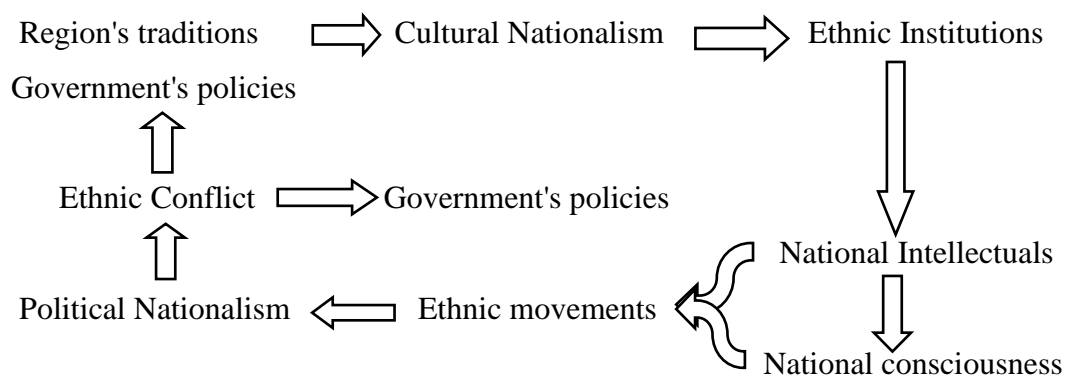 Region's traditions Cultural Nationalism Ethnic Institutions
Government's policies
Ethnic Conflict Government's policies
National Intellectuals
Political Nationalism Ethnic movements
National consciousness